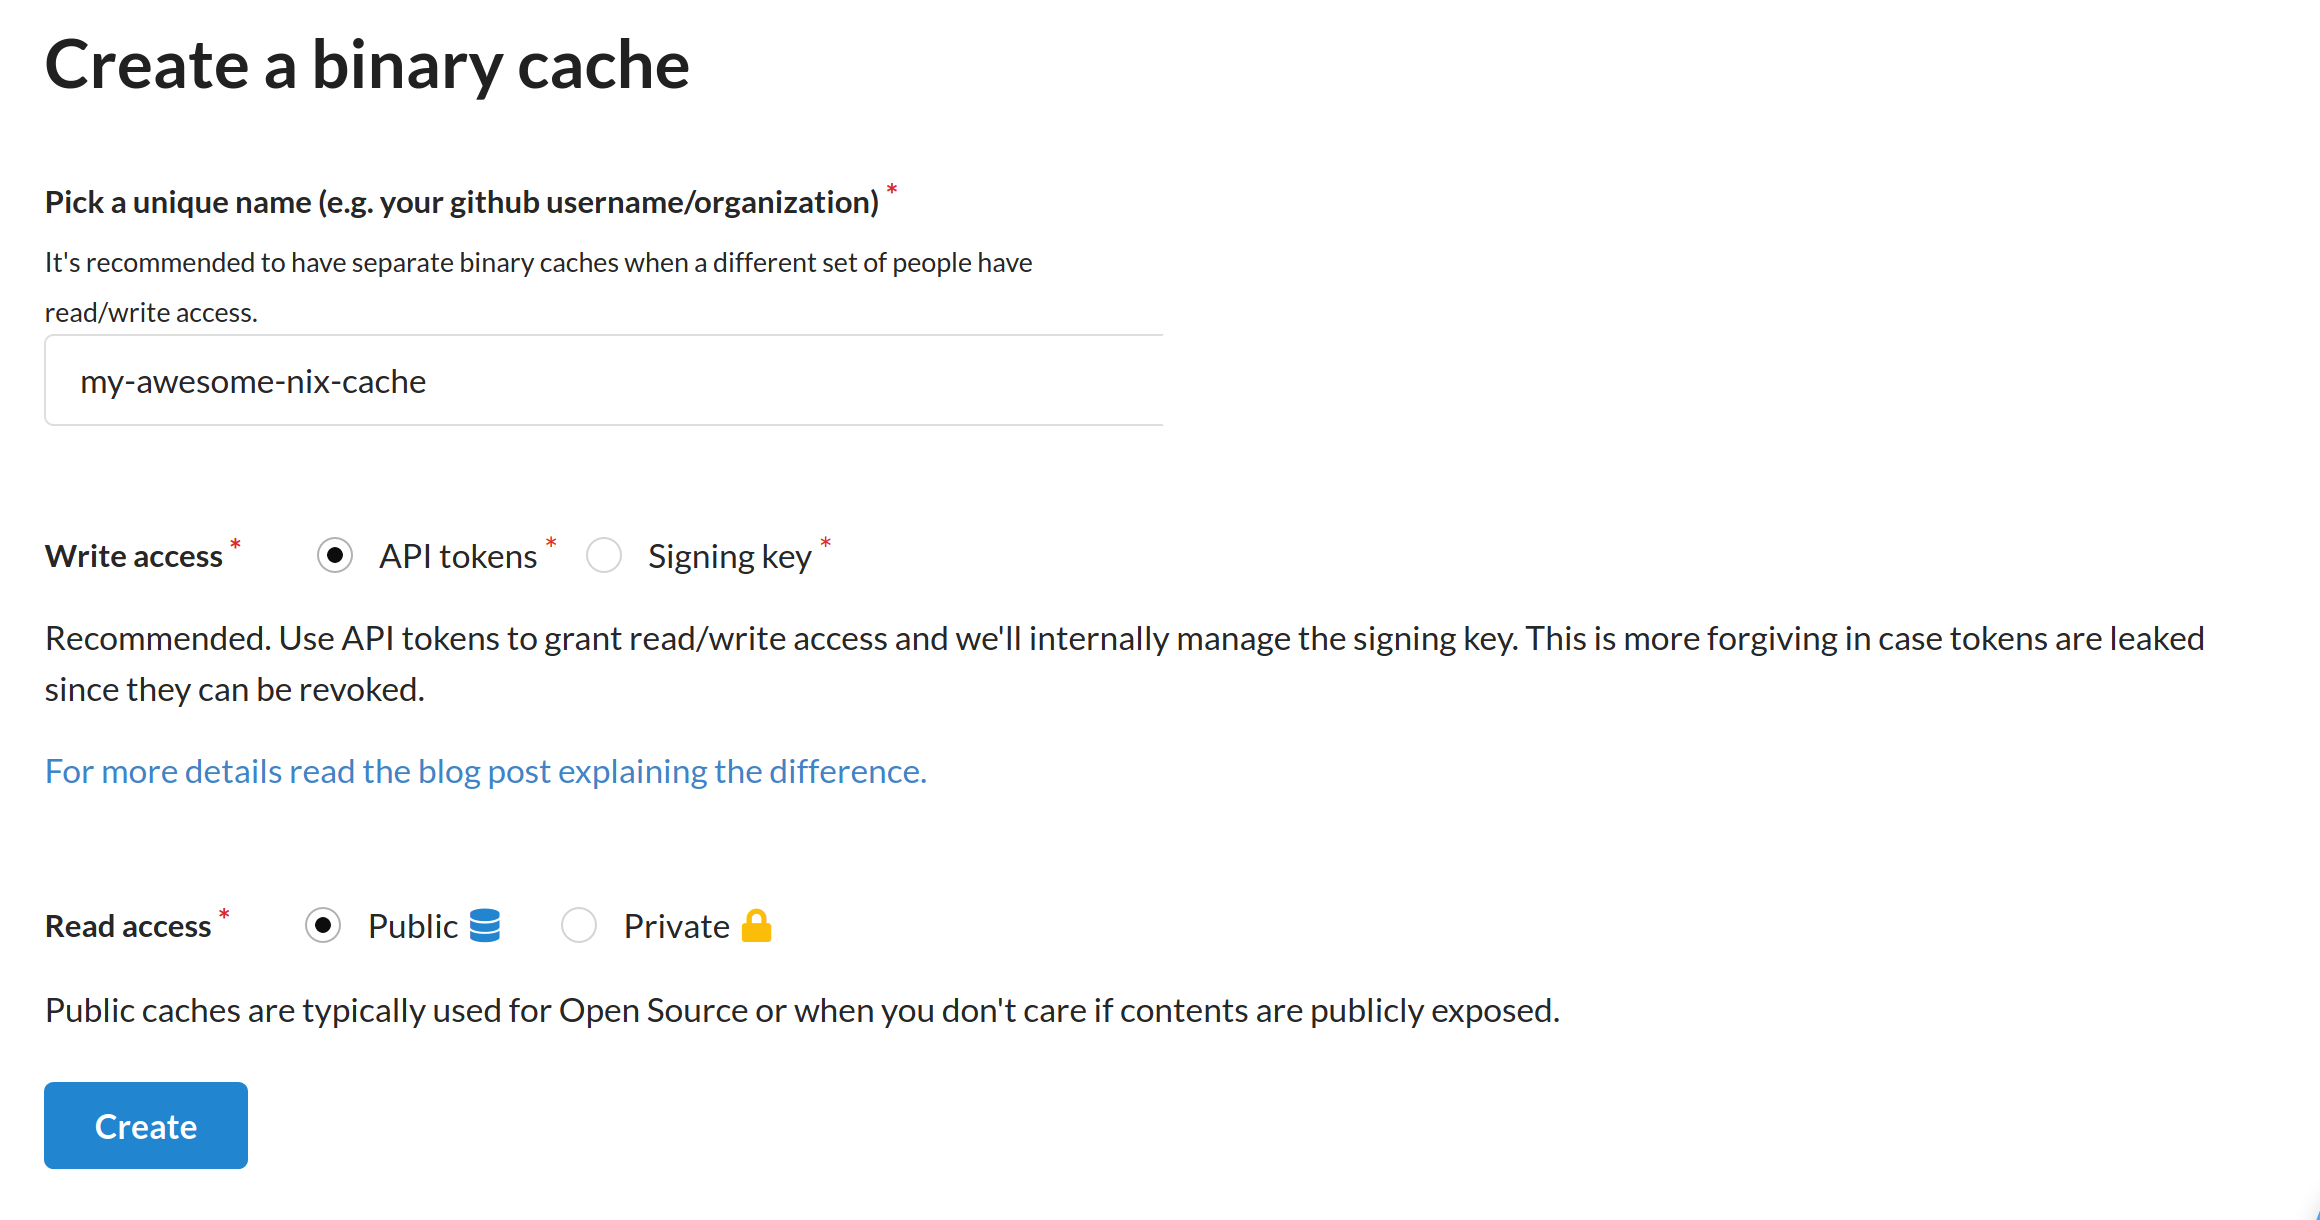 Create a binary cache
Pick a unique name (e.g. your github username/organization) *
It's recommended to have separate binary caches when a different set of people have
read/write access.
my-awesome-nix-cache
Write access * API tokens * Signing key *
Recommended. Use API tokens to grant read/write access and we'll internally manage the signing key. This is more forgiving in case tokens are leaked
since they can be revoked.
For more details read the blog post explaining the difference.
Read access * Public Private
Public caches are typically used for Open Source or when you don't care if contents are publicly exposed.
Create